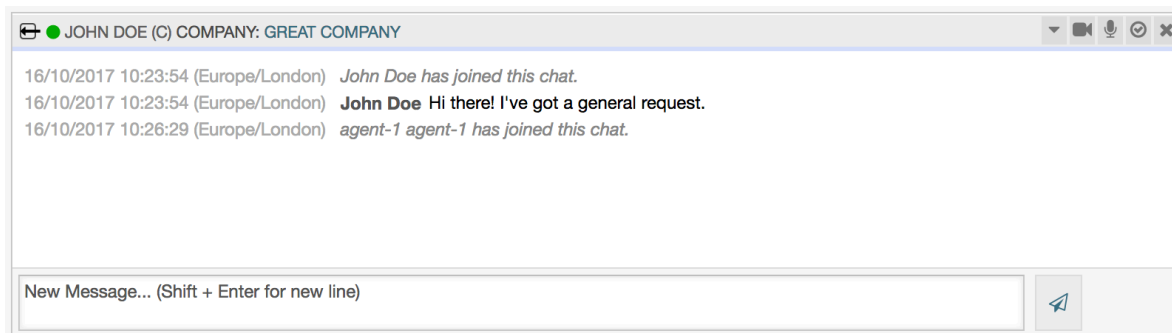 JOHN DOE (C) COMPANY: GREAT COMPANY
16/10/2017 10:23:54 (Europe/London) John Doe has joined this chat.
16/10/2017 10:23:54 (Europe/London) John Doe Hi there! I've got a general request.
16/10/2017 10:26:29 (Europe/London) agent-1 agent-1 has joined this chat.
New Message... (Shift + Enter for new line)